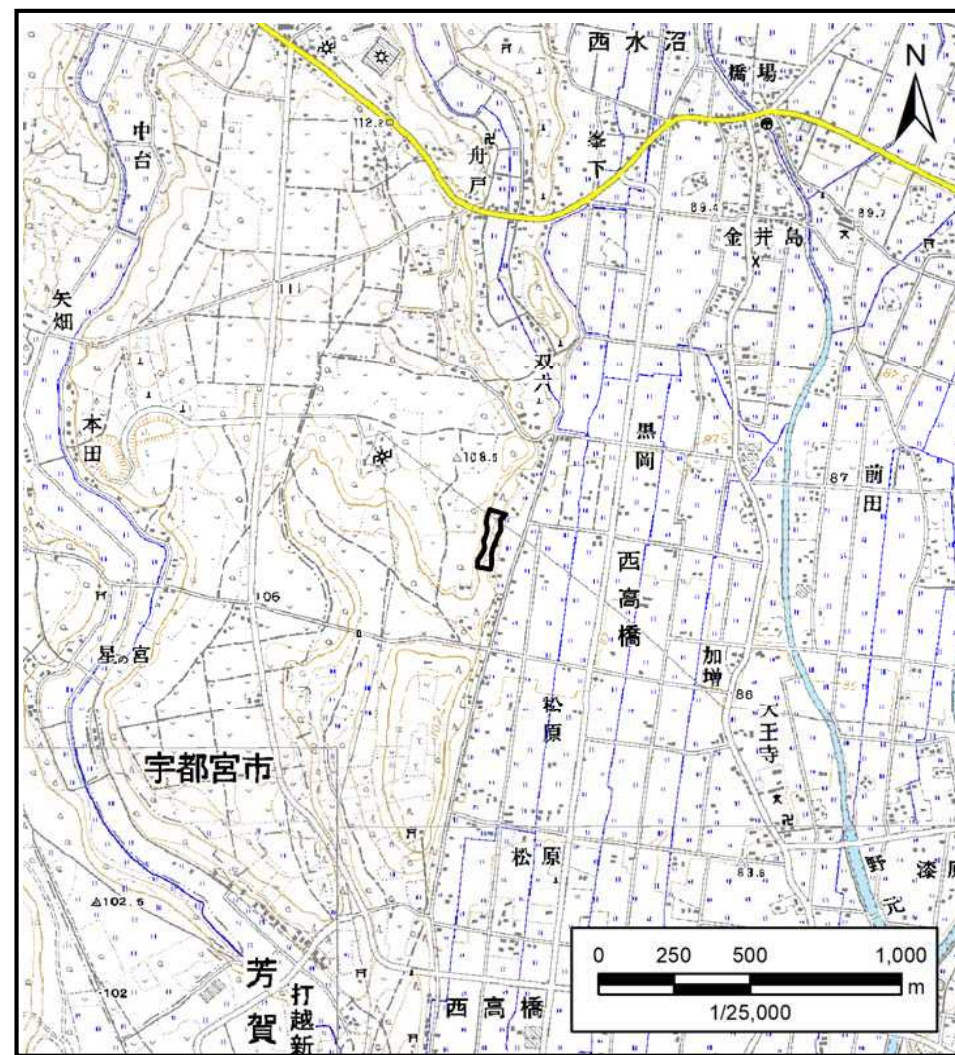 西水沼
N
橋場
中台
112.2
舟戸
峯下
89.4
89.7
金井島
矢畑
111
双六
本田
黒岡
87.5
108.5
87
前田
西高橋
106
星の宮
加増
松原
86
天王寺
宇都宮市
松原
83.8
野元
102.5
芳賀
打越新
102
西高橋
0 250 500 1,000
m
1/25,000